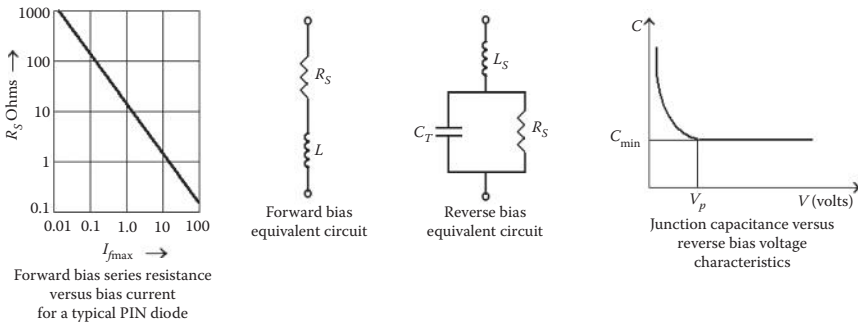 R_S Ohms →
1000
100
10
1
0.1
0.01 0.1 1.0 10 100
I_fmax →
Forward bias series resistance
versus bias current
for a typical PIN diode
R_S
L
Forward bias
equivalent circuit
L_S
C_T
R_S
Reverse bias
equivalent circuit
C
C_min
V_p
V (volts)
Junction capacitance versus
reverse bias voltage
characteristics